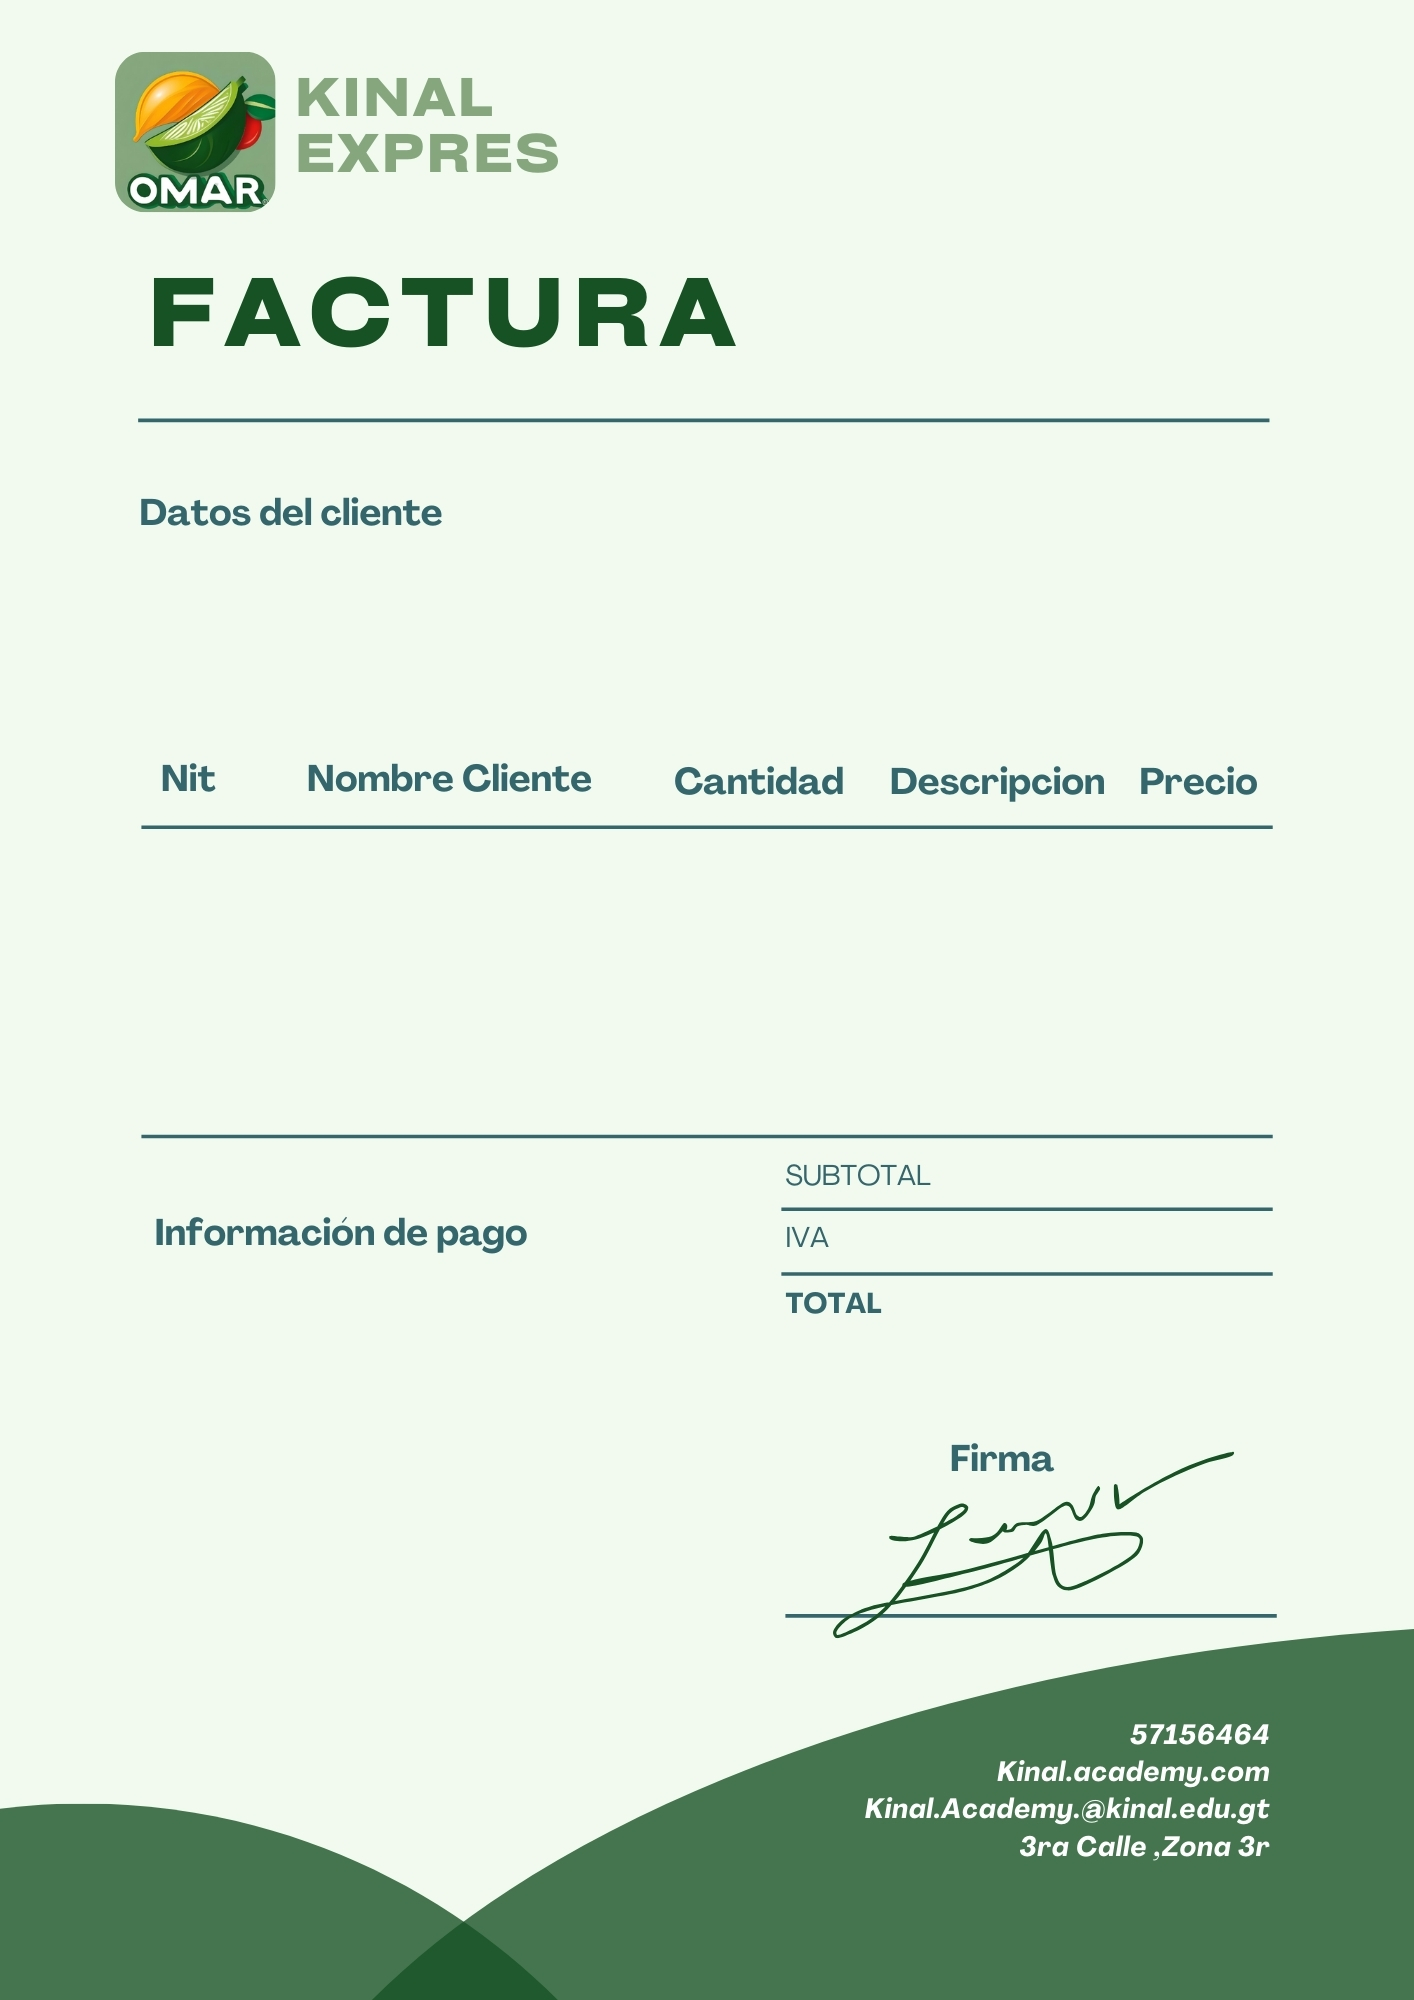 OMAR
KINAL
EXPRES
FACTURA
Datos del cliente
Nit Nombre Cliente Cantidad Descripcion Precio
SUBTOTAL
Información de pago
IVA
TOTAL
Firma
57156464
Kinal.academy.com
Kinal.Academy.@kinal.edu.gt
3ra Calle ,Zona 3r